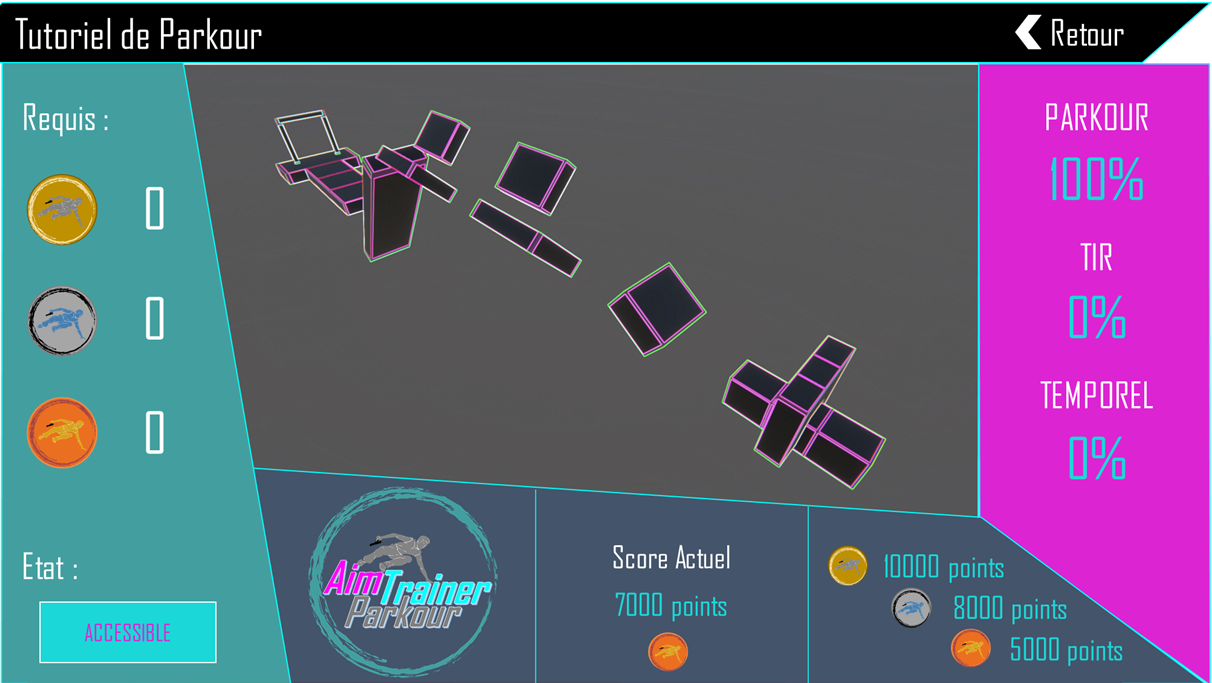 Tutoriel de Parkour
Retour
Requis :
0
0
0
Etat :
ACCESSIBLE
AimTrainer
Parkour
Score Actuel
7000 points
10000 points
8000 points
5000 points
PARKOUR
100%
TIR
0%
TEMPOREL
0%